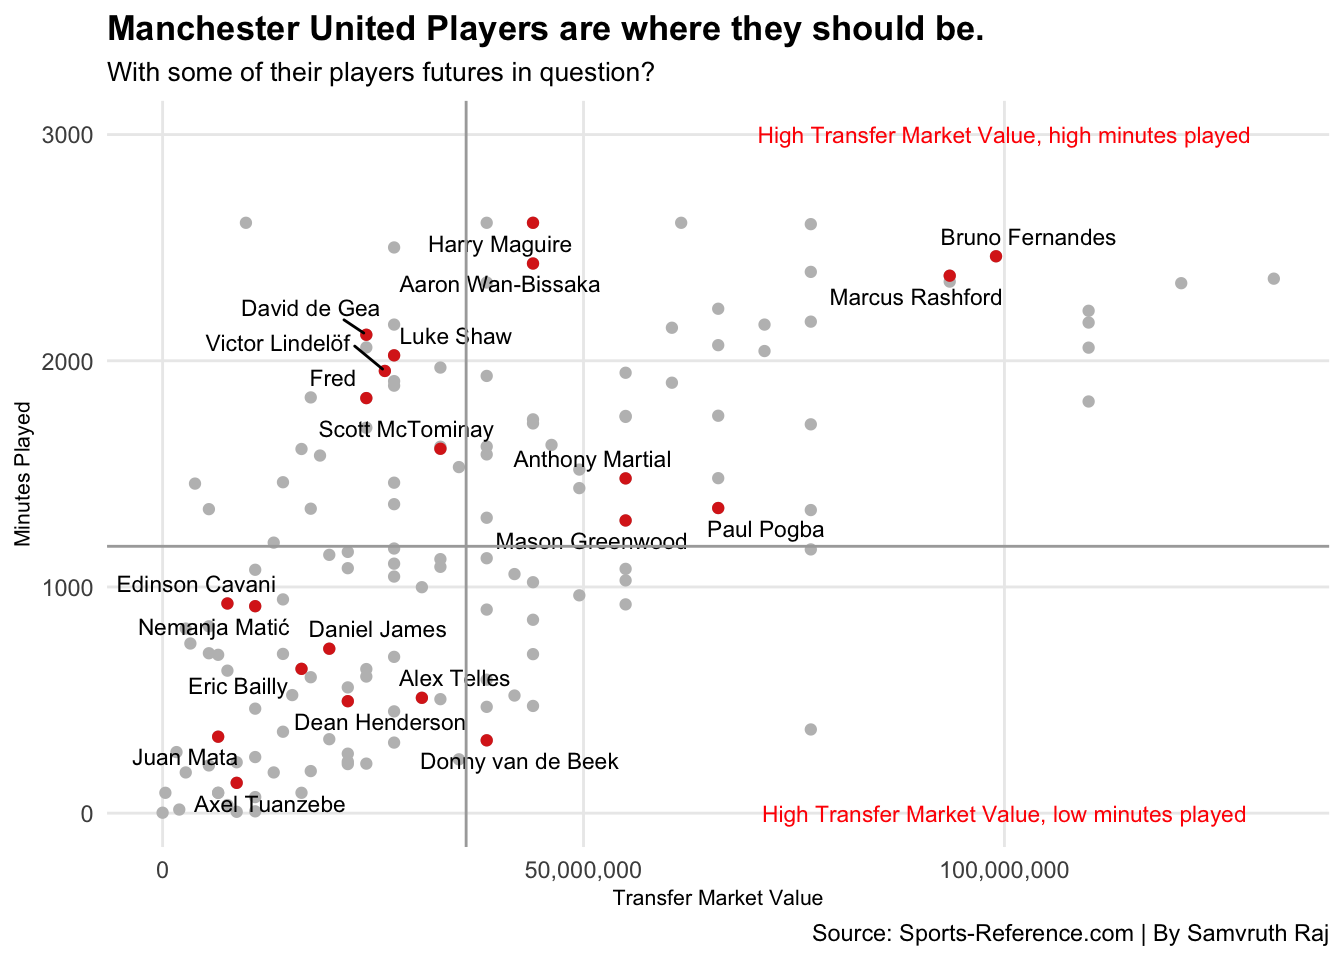 Manchester United Players are where they should be.
With some of their players futures in question?
3000
High Transfer Market Value, high minutes played
Bruno Fernandes
Harry Maguire
Aaron Wan-Bissaka
Marcus Rashford
David de Gea
Victor Lindelöf
Luke Shaw
2000
Fred
Scott McTominay
Anthony Martial
Paul Pogba
Mason Greenwood
Minutes Played
1000
Edinson Cavani
Nemanja Matić
Daniel James
Eric Bailly
Alex Telles
Dean Henderson
Juan Mata
Donny van de Beek
Axel Tuanzebe
0
High Transfer Market Value, low minutes played
0
50,000,000
100,000,000
Transfer Market Value
Source: Sports-Reference.com | By Samvruth Raj